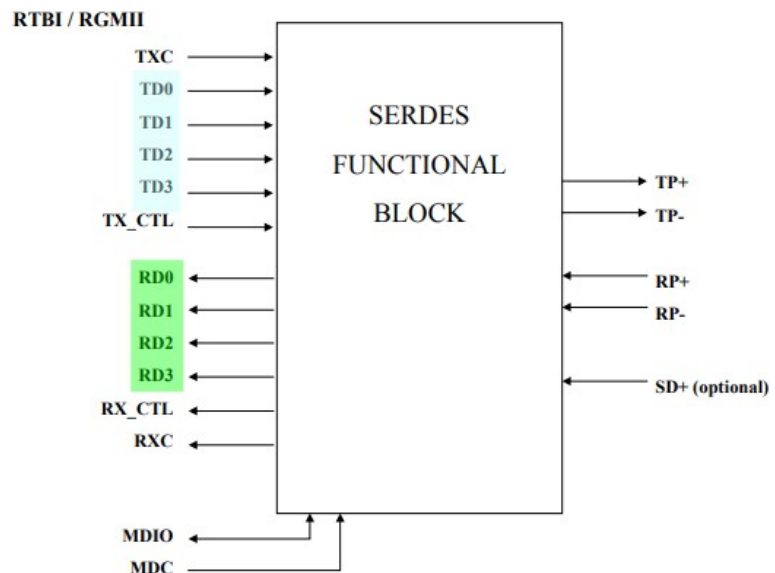 RTBI / RGMII
TXC
TD0
TD1
TD2
TD3
TX_CTL
RD0
RD1
RD2
RD3
RX_CTL
RXC
MDIO
MDC
SERDES
FUNCTIONAL
BLOCK
TP+
TP-
RP+
RP-
SD+ (optional)